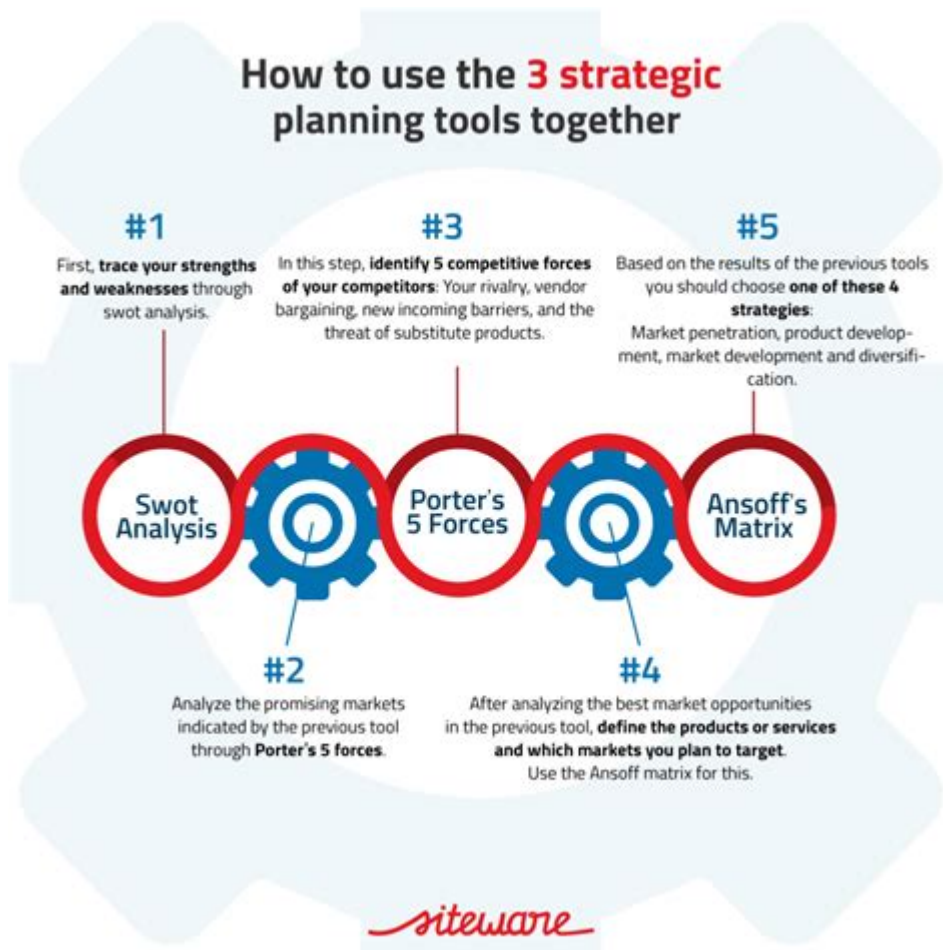 How to use the 3 strategic
planning tools together
#1
First, trace your strengths
and weaknesses through
swot analysis.
#3
In this step, identify 5 competitive forces
of your competitors: Your rivalry, vendor
bargaining, new incoming barriers, and the
threat of substitute products.
#5
Based on the results of the previous tools
you should choose one of these 4
strategies:
Market penetration, product develop-
ment, market development and diversifi-
cation.
Swot
Analysis
Porter's
5 Forces
Ansoff's
Matrix
#2
Analyze the promising markets
indicated by the previous tool
through Porter's 5 forces.
#4
After analyzing the best market opportunities
in the previous tool, define the products or services
and which markets you plan to target.
Use the Ansoff matrix for this.
siteware